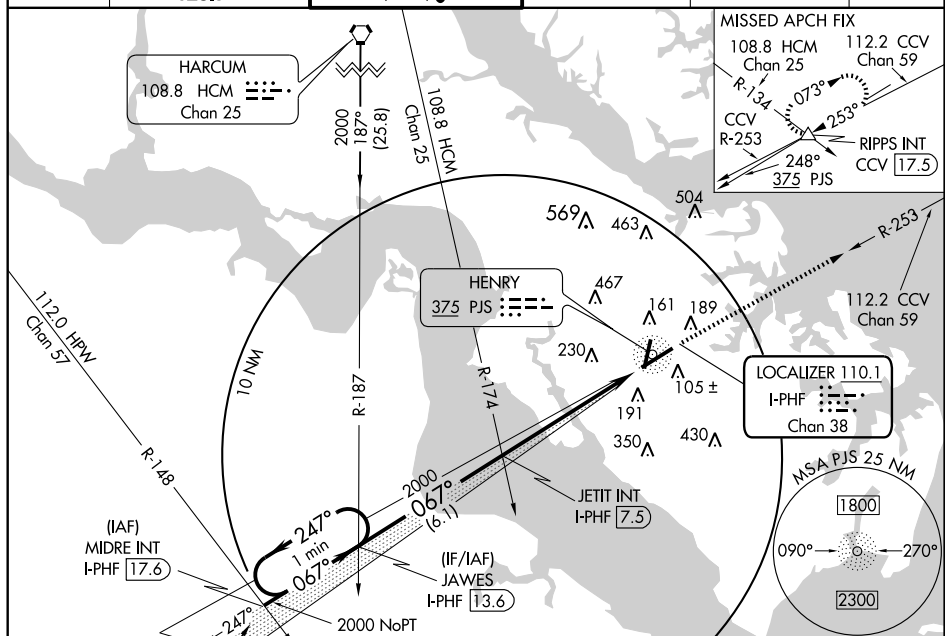 HARCUM
108.8 HCM
Chan 25
2000
187°
(25.8)
108.8 HCM
Chan 25
MISSED APCH FIX
108.8 HCM
Chan 25
112.2 CCV
Chan 59
R-134
073°
253°
CCV
R-253
248°
375 PJS
RIPPS INT
CCV 17.5
569
463
504
R-253
112.2 CCV
Chan 59
HENRY
375 PJS
467
161
189
230
105 ±
191
350
430
LOCALIZER 110.1
I-PHF
Chan 38
112.0 HPW
Chan 57
10 NM
R-187
R-174
R-148
2000
067°
(6.1)
JETIT INT
I-PHF 7.5
247°
1 min
067°
(IAF)
MIDRE INT
I-PHF 17.6
(IF/IAF)
JAWES
I-PHF 13.6
2000 NoPT
247°
MSA PJS 25 NM
1800
090°
270°
2300